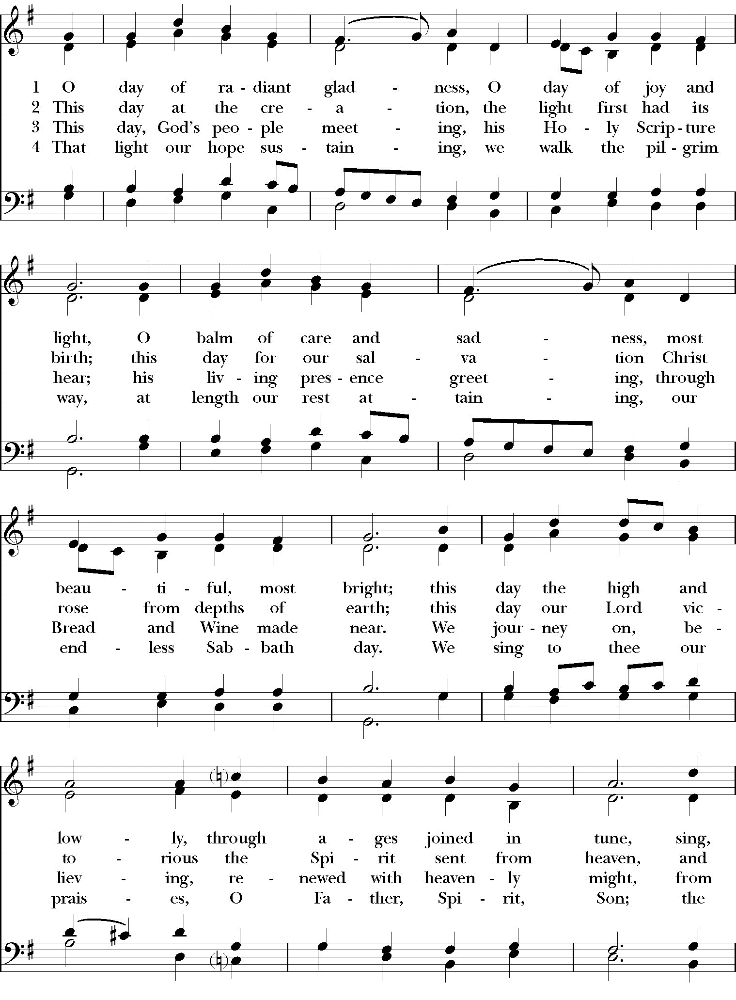 1 O day of ra - diant glad - ness, O day of joy and
2 This day at the cre - a - tion, the light first had its
3 This day, God's peo - ple meet - ing, his Ho - ly Scrip - ture
4 That light our hope sus - tain - ing, we walk the pil - grim
light, O balm of care and sad - ness, most
birth; this day for our sal - va - tion Christ
hear; his liv - ing pres - ence greet - ing, through
way, at length our rest at - tain - ing, our
beau - ti - ful, most bright; this day the high and
rose from depths of earth; this day our Lord vic -
Bread and Wine made near. We jour - ney on, be -
end - less Sab - bath day. We sing to thee our
low - ly, through a - ges joined in tune, sing,
to - rious the Spi - rit sent from heaven, and
liev - ing, re - newed with heaven - ly might, from
prais - es, O Fa - ther, Spi - rit, Son; the